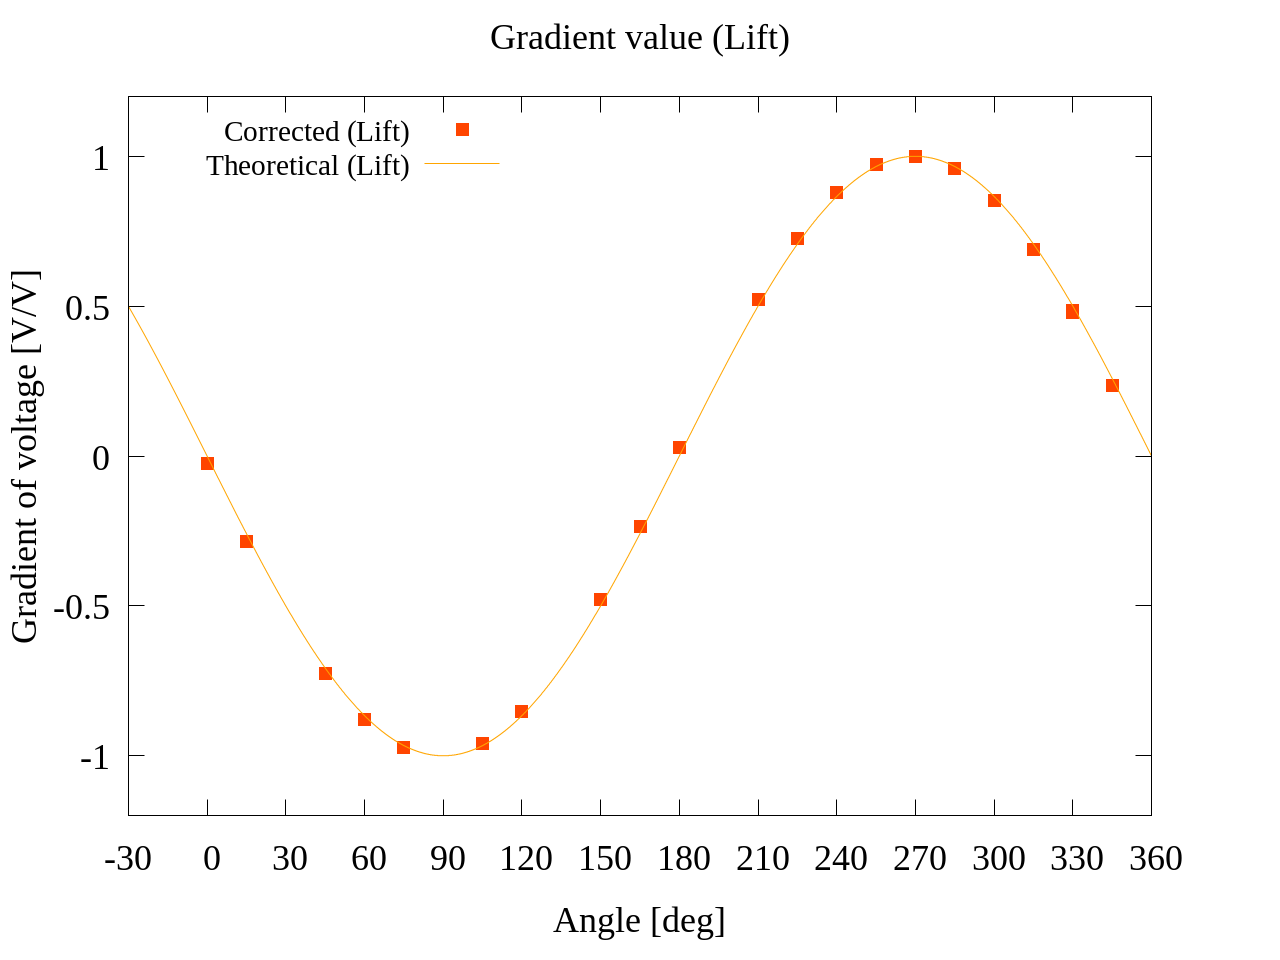 Gradient value (Lift)
Corrected (Lift)
Theoretical (Lift)
Gradient of voltage [V/V]
1
0.5
0
-0.5
-1
-30 0 30 60 90 120 150 180 210 240 270 300 330 360
Angle [deg]